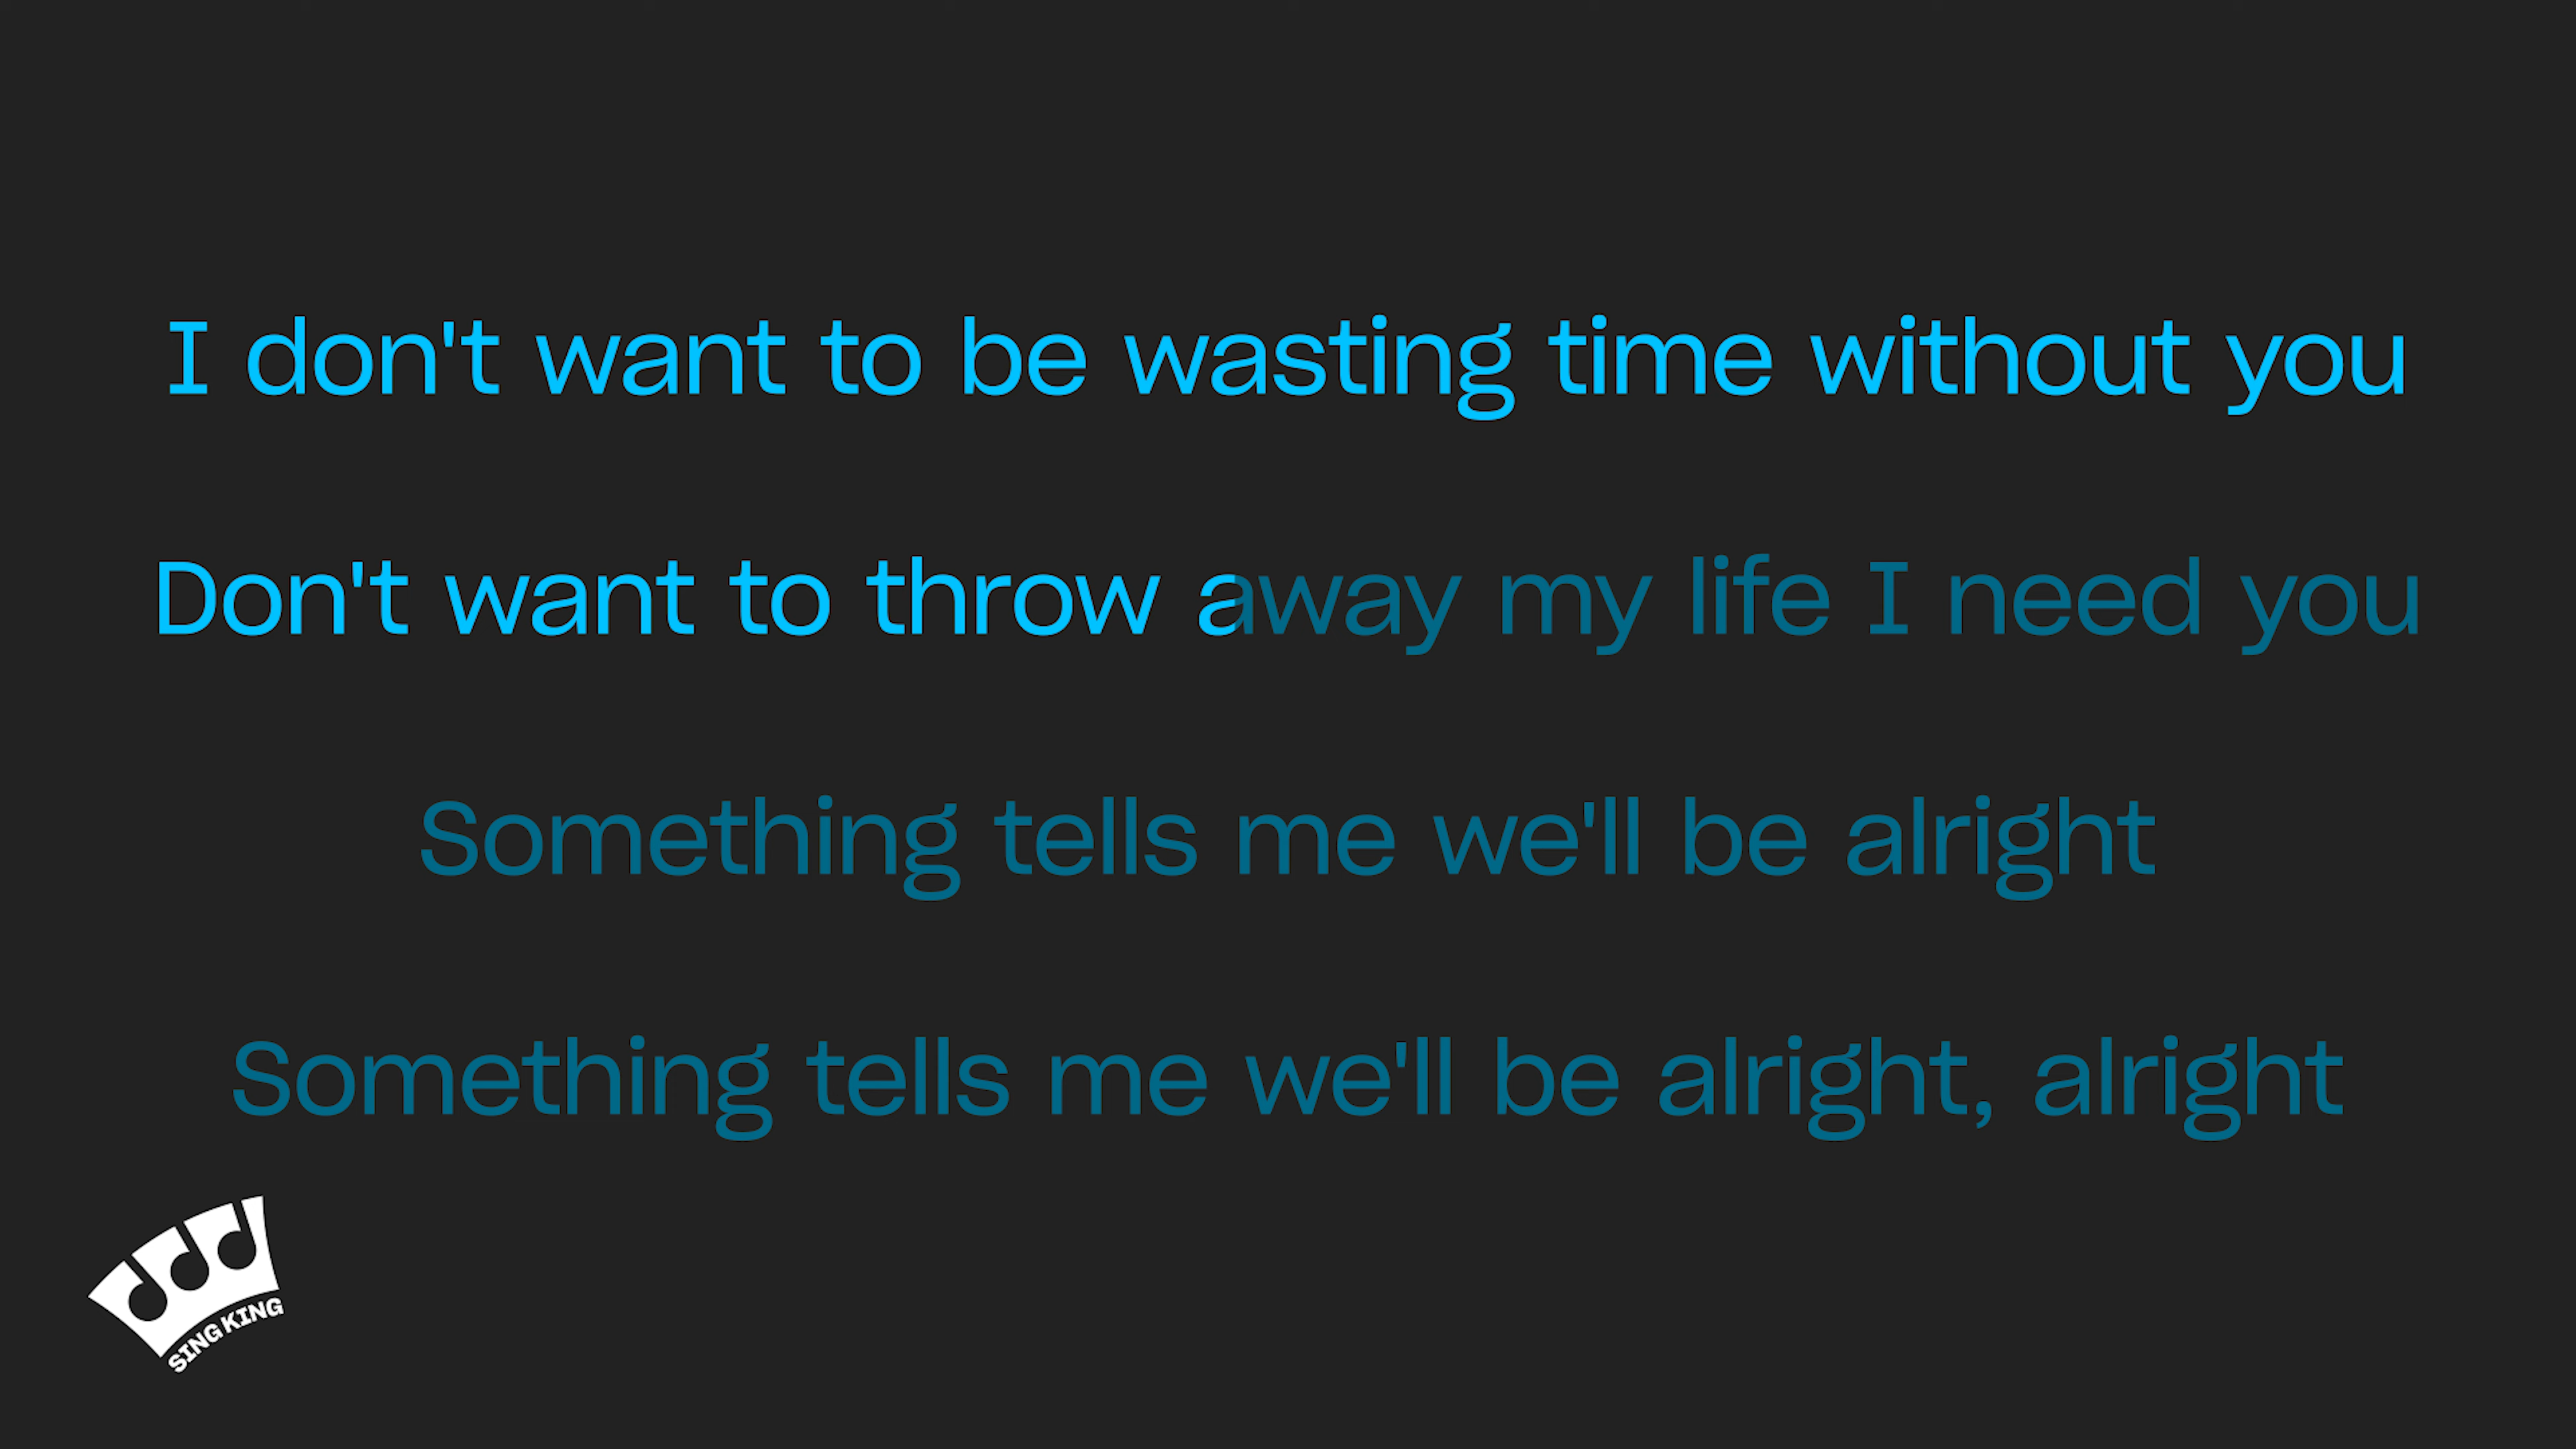 I don't want to be wasting time without you
Don't want to throw away my life I need you
Something tells me we'll be alright
Something tells me we'll be alright, alright
SING KING